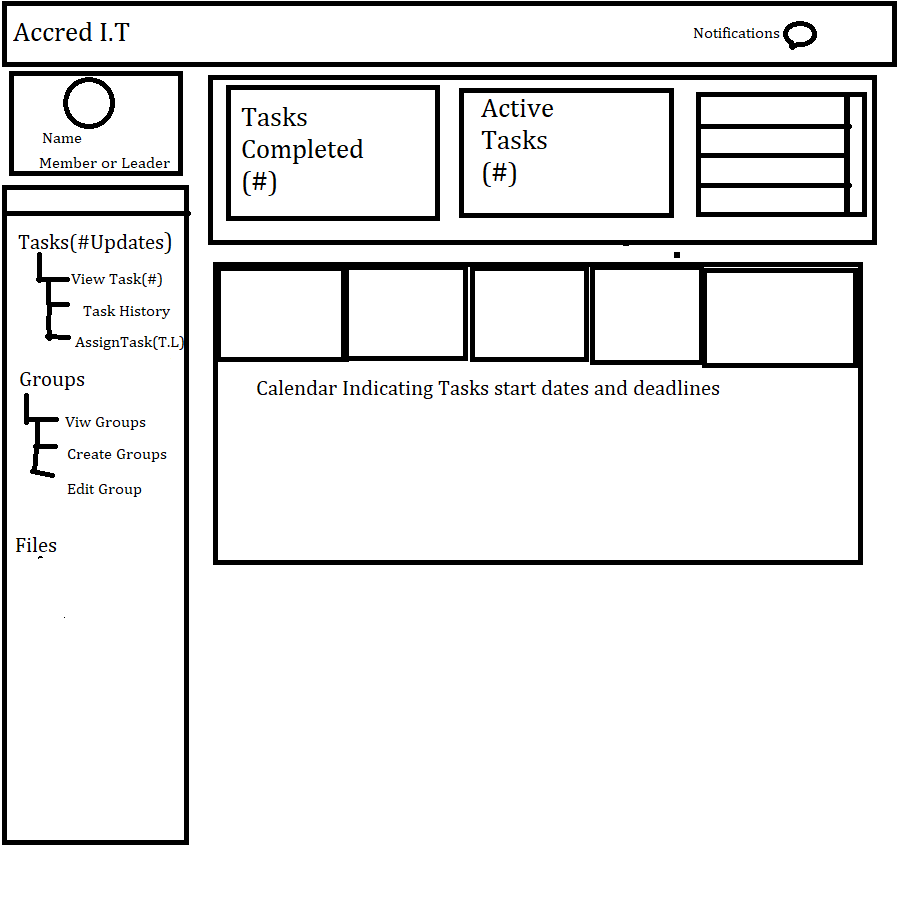 Accred I.T
Notifications
Name
Member or Leader
Tasks
Completed
(#)
Active
Tasks
(#)
Tasks(#Updates)
View Task(#)
Task History
AssignTask(T.L)
Groups
Viw Groups
Create Groups
Edit Group
Files
Calendar Indicating Tasks start dates and deadlines